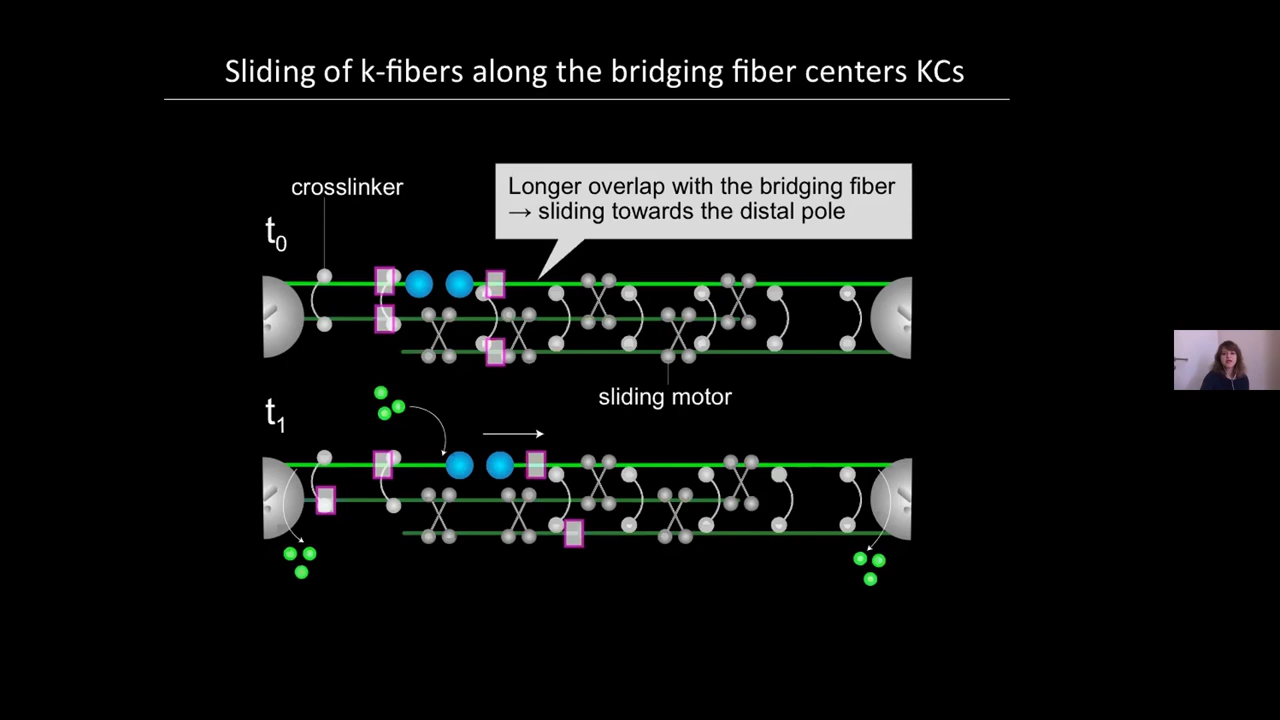 Sliding of k-fibers along the bridging fiber centers KCs
crosslinker
Longer overlap with the bridging fiber
→ sliding towards the distal pole
t₀
sliding motor
t₁